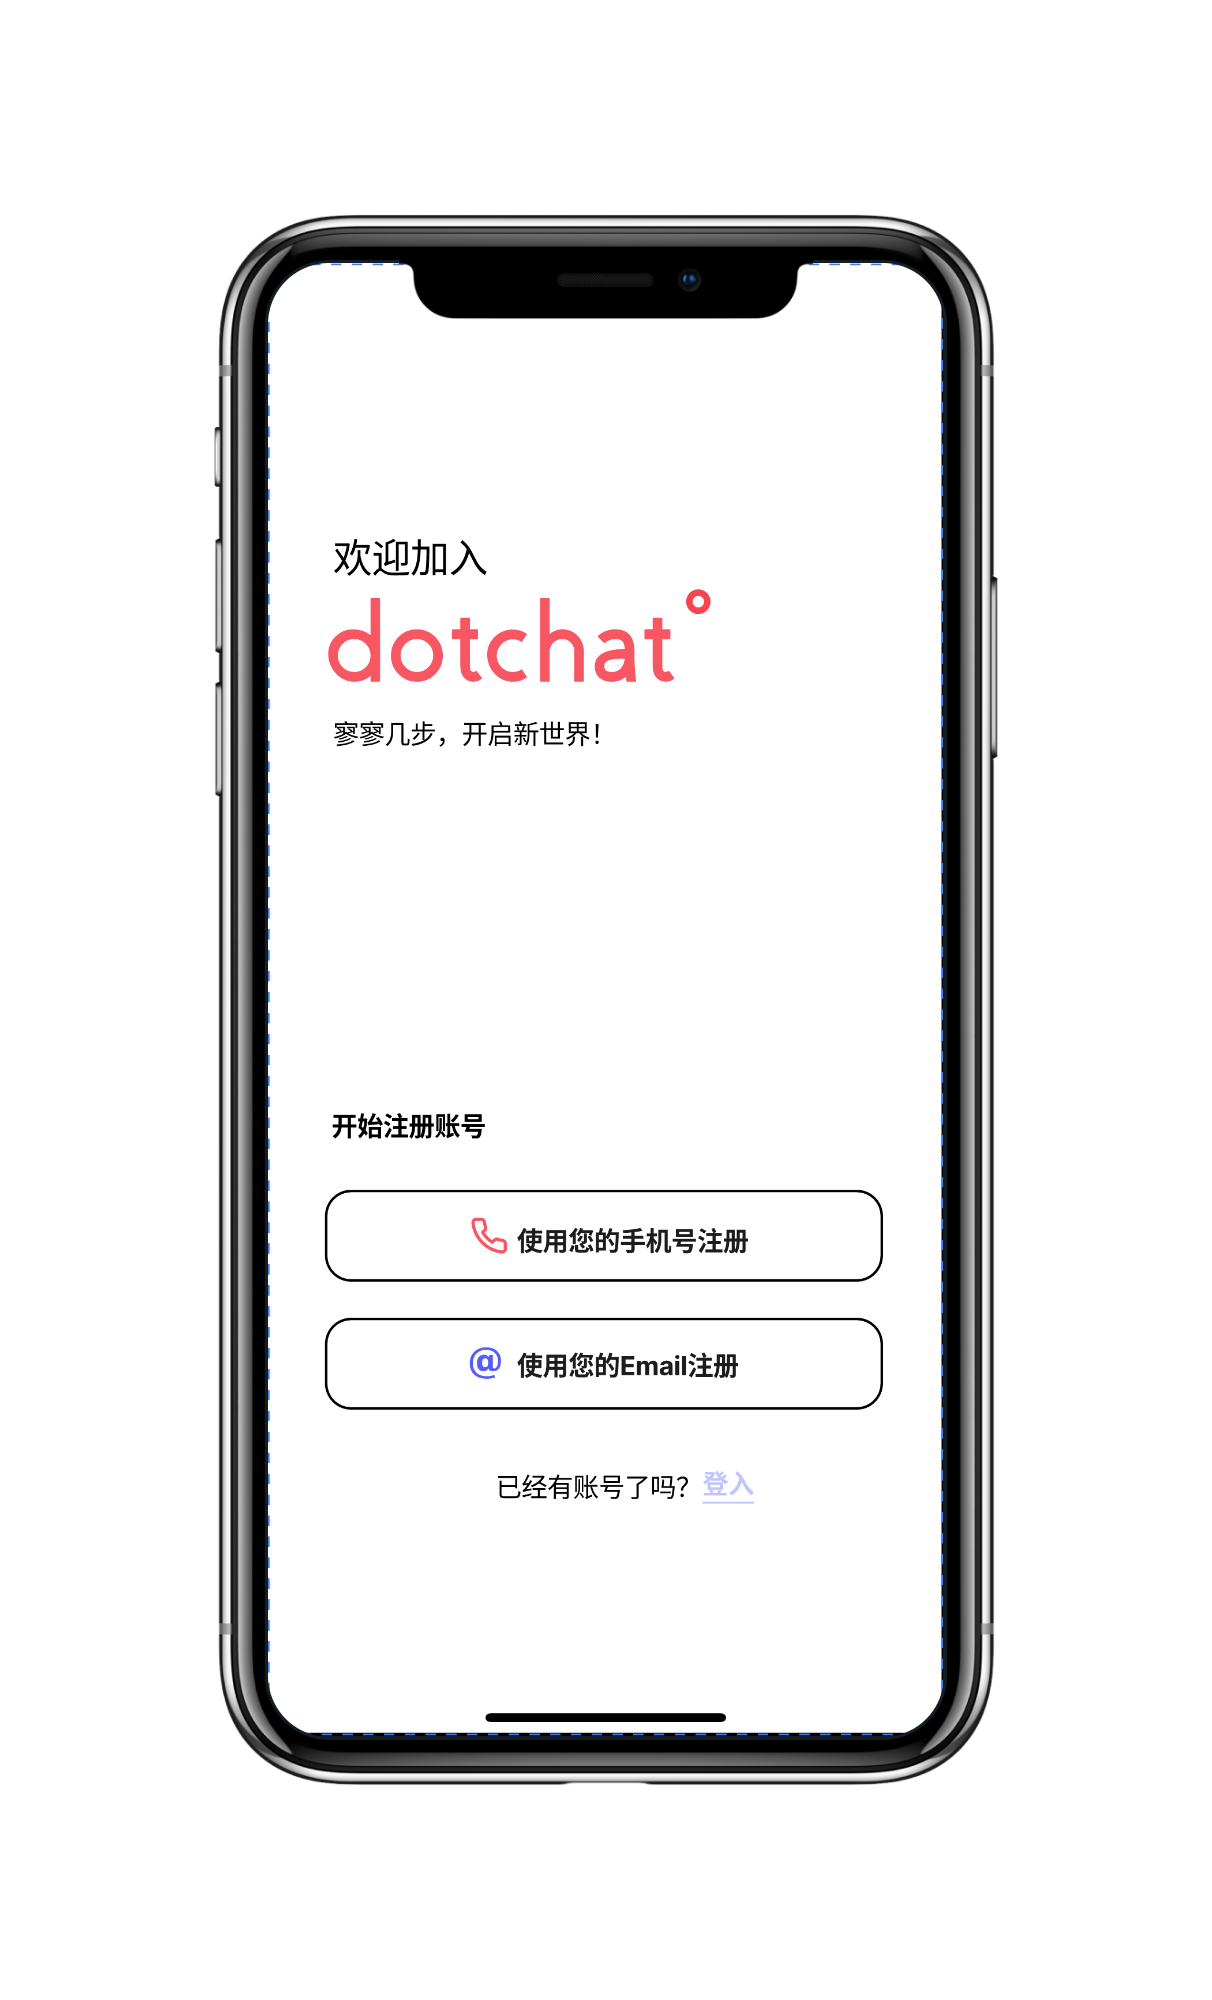 欢迎加入
dotchat°
寥寥几步，开启新世界！
开始注册账号
使用您的手机号注册
@ 使用您的Email注册
已经有账号了吗？ 登入